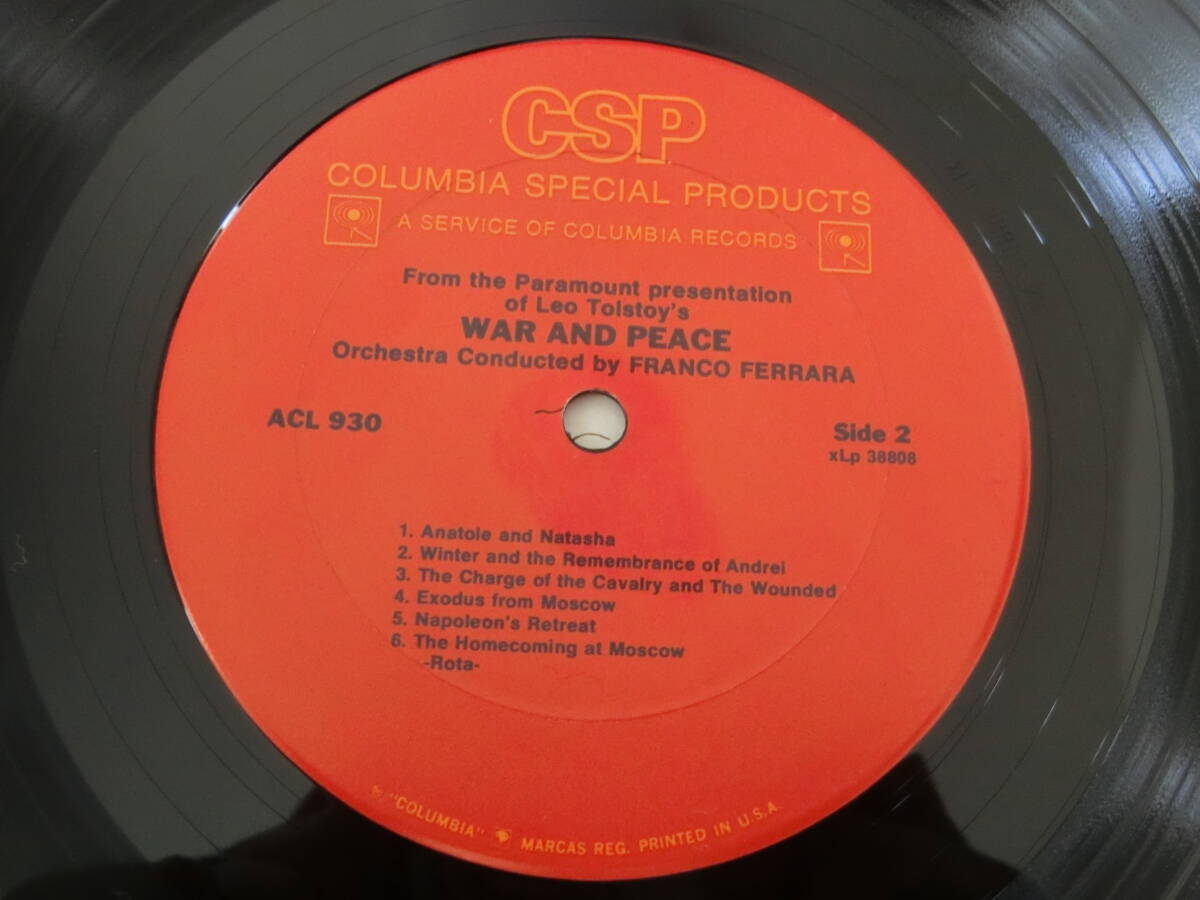 CSP
COLUMBIA SPECIAL PRODUCTS
A SERVICE OF COLUMBIA RECORDS
From the Paramount presentation
of Leo Tolstoy's
WAR AND PEACE
Orchestra Conducted by FRANCO FERRARA
ACL 930
Side 2
xLp 38808
1. Anatole and Natasha
2. Winter and the Remembrance of Andrei
3. The Charge of the Cavalry and The Wounded
4. Exodus from Moscow
5. Napoleon's Retreat
6. The Homecoming at Moscow
-Rota-
"COLUMBIA" MARCAS REG. PRINTED IN U.S.A.